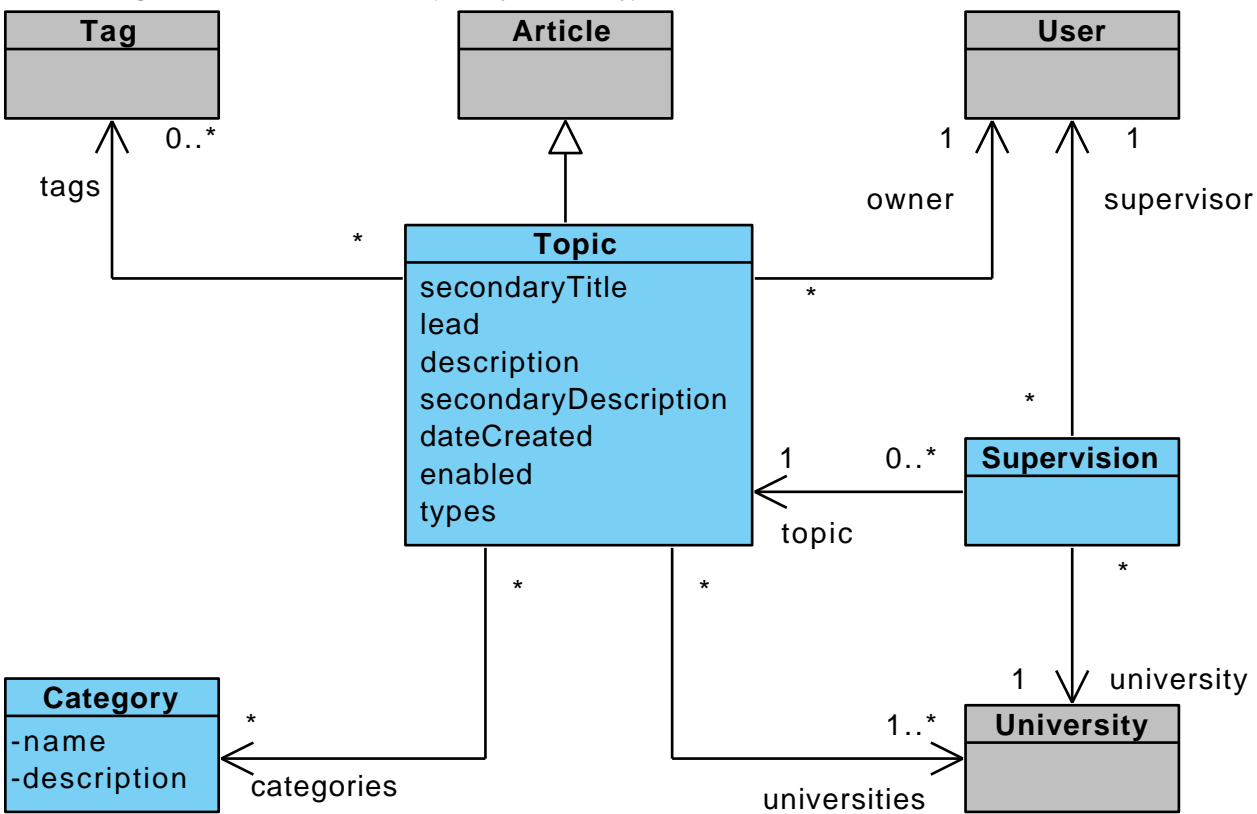 Tag
Article
User
0..*
1
1
tags
owner
supervisor
*
Topic
*
secondaryTitle
lead
description
secondaryDescription
dateCreated
enabled
types
*
1
0..*
Supervision
topic
*
*
*
Category
-name
-description
*
categories
1
university
1..*
University
universities